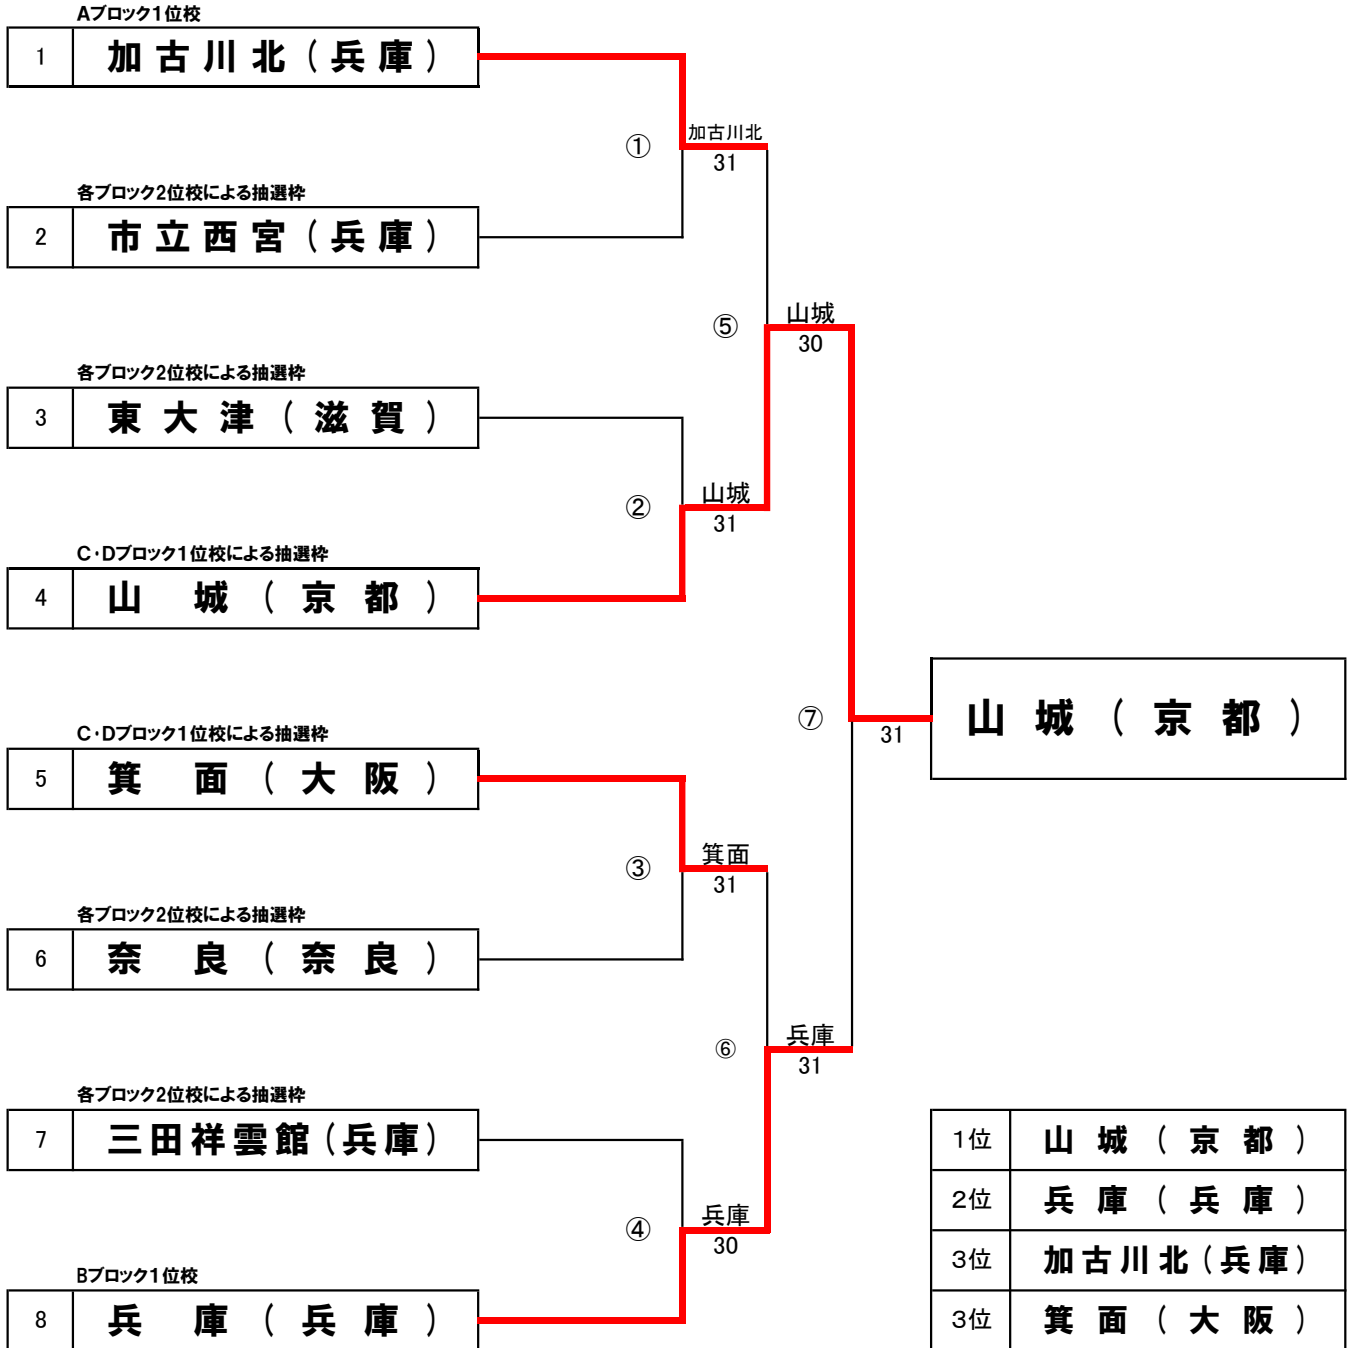 Aブロック1位校
1 加古川北(兵庫)
加古川北
①
31
各ブロック2位校による抽選枠
2 市立西宮(兵庫)
山城
⑤
30
各ブロック2位校による抽選枠
3 東大津(滋賀)
山城
②
31
C・Dブロック1位校による抽選枠
4 山城(京都)
⑦
31
山城(京都)
C・Dブロック1位校による抽選枠
5 箕面(大阪)
箕面
③
31
各ブロック2位校による抽選枠
6 奈良(奈良)
兵庫
⑥
31
各ブロック2位校による抽選枠
7 三田祥雲館(兵庫)
兵庫
④
30
Bブロック1位校
8 兵庫(兵庫)
1位 山城(京都)
2位 兵庫(兵庫)
3位 加古川北(兵庫)
3位 箕面(大阪)